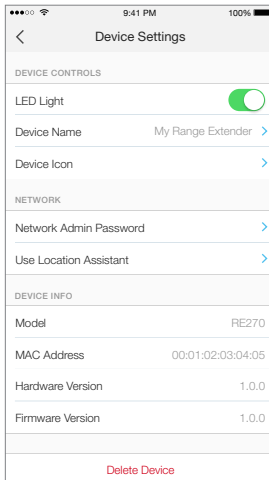 9:41 PM 100%
Device Settings
DEVICE CONTROLS
LED Light
Device Name My Range Extender
Device Icon
NETWORK
Network Admin Password
Use Location Assistant
DEVICE INFO
Model RE270
MAC Address 00:01:02:03:04:05
Hardware Version 1.0.0
Firmware Version 1.0.0
Delete Device